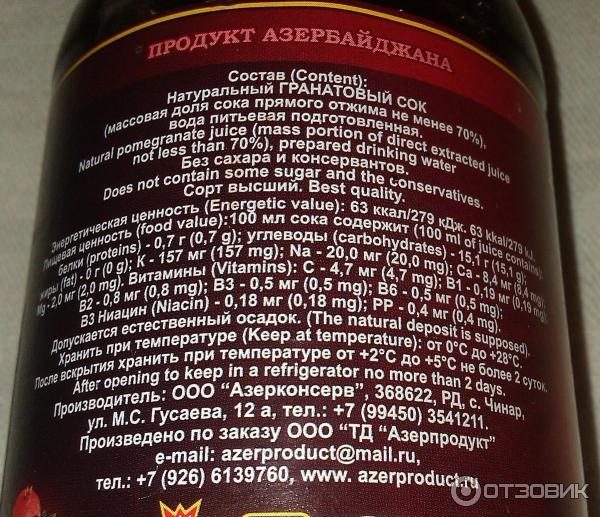 ПРОДУКТ АЗЕРБАЙДЖАНА
Состав (Content):
Натуральный ГРАНАТОВЫЙ СОК
(массовая доля сока прямого отжима не менее 70%),
вода питьевая подготовленная.
Natural pomegranate juice (mass portion of direct extracted juice
not less than 70%), prepared drinking water
Без сахара и консервантов.
Does not contain some sugar and the conservatives.
Сорт высший. Best quality.
Энергетическая ценность (Energetic value): 63 ккал/279 кДж. 63 kkal/279 kJ.
Пищевая ценность (food value):100 мл сока содержит (100 ml of juice contains):
белки (proteins) - 0,7 г (0,7 g); углеводы (carbohydrates) - 15,1 г (15,1 g);
жиры (fat) - 0 г (0 g); К - 157 мг (157 mg); Na - 20,0 мг (20,0 mg); Ca - 8,4 мг (8,4 mg);
Mg - 2,0 мг (2,0 mg). Витамины (Vitamins): С - 4,7 мг (4,7 mg); В1 - 0,19 мг (0,19 mg);
В2 - 0,8 мг (0,8 mg); В3 - 0,5 мг (0,5 mg); В6 - 0,5 мг (0,5 mg);
В3 Ниацин (Niacin) - 0,18 мг (0,18 mg); РР - 0,4 мг (0,4 mg).
Допускается естественный осадок. (The natural deposit is supposed).
Хранить при температуре (Keep at temperature): от 0°С до +28°С.
После вскрытия хранить при температуре от +2°С до +5°С не более 2 суток.
After opening to keep in a refrigerator no more than 2 days.
Производитель: ООО "Азерконсерв", 368622, РД, с. Чинар,
ул. М.С. Гусаева, 12 а, тел.: +7 (99450) 3541211.
Произведено по заказу ООО "ТД "Азерпродукт"
e-mail: azerproduct@mail.ru,
тел.: +7 (926) 6139760, www. azerproduct.ru
ОТЗОВИК